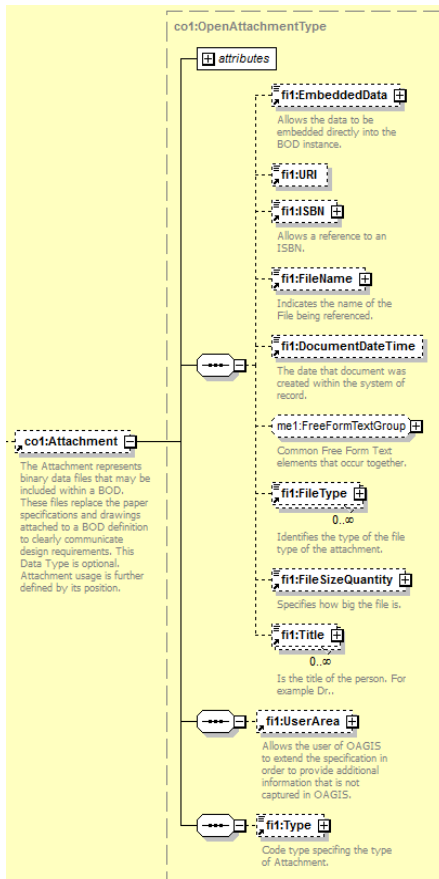 co1:OpenAttachmentType
attributes
fi1:EmbeddedData
Allows the data to be
embedded directly into the
BOD instance.
fi1:URI
fi1:ISBN
Allows a reference to an
ISBN.
fi1:FileName
Indicates the name of the
File being referenced.
fi1:DocumentDateTime
The date that document was
created within the system of
record.
co1:Attachment
The Attachment represents
binary data files that may be
included within a BOD.
These files replace the paper
specifications and drawings
attached to a BOD definition
to clearly communicate
design requirements. This
Data Type is optional.
Attachment usage is further
defined by its position.
me1:FreeFormTextGroup
Common Free Form Text
elements that occur together.
fi1:FileType
0..∞
Identifies the type of the file
type of the attachment.
fi1:FileSizeQuantity
Specifies how big the file is.
fi1:Title
0..∞
Is the title of the person. For
example Dr..
fi1:UserArea
Allows the user of OAGIS
to extend the specification in
order to provide additional
information that is not
captured in OAGIS.
fi1:Type
Code type specifing the type
of Attachment.